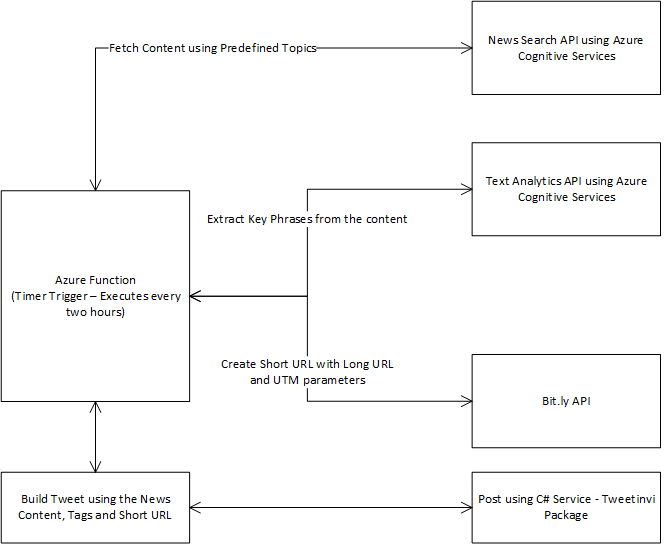 Fetch Content using Predefined Topics
News Search API using Azure
Cognitive Services
Text Analytics API using Azure
Cognitive Services
Extract Key Phrases from the content
Azure Function
(Timer Trigger – Executes every
two hours)
Create Short URL with Long URL
and UTM parameters
Bit.ly API
Build Tweet using the News
Content, Tags and Short URL
Post using C# Service - Tweetinvi
Package